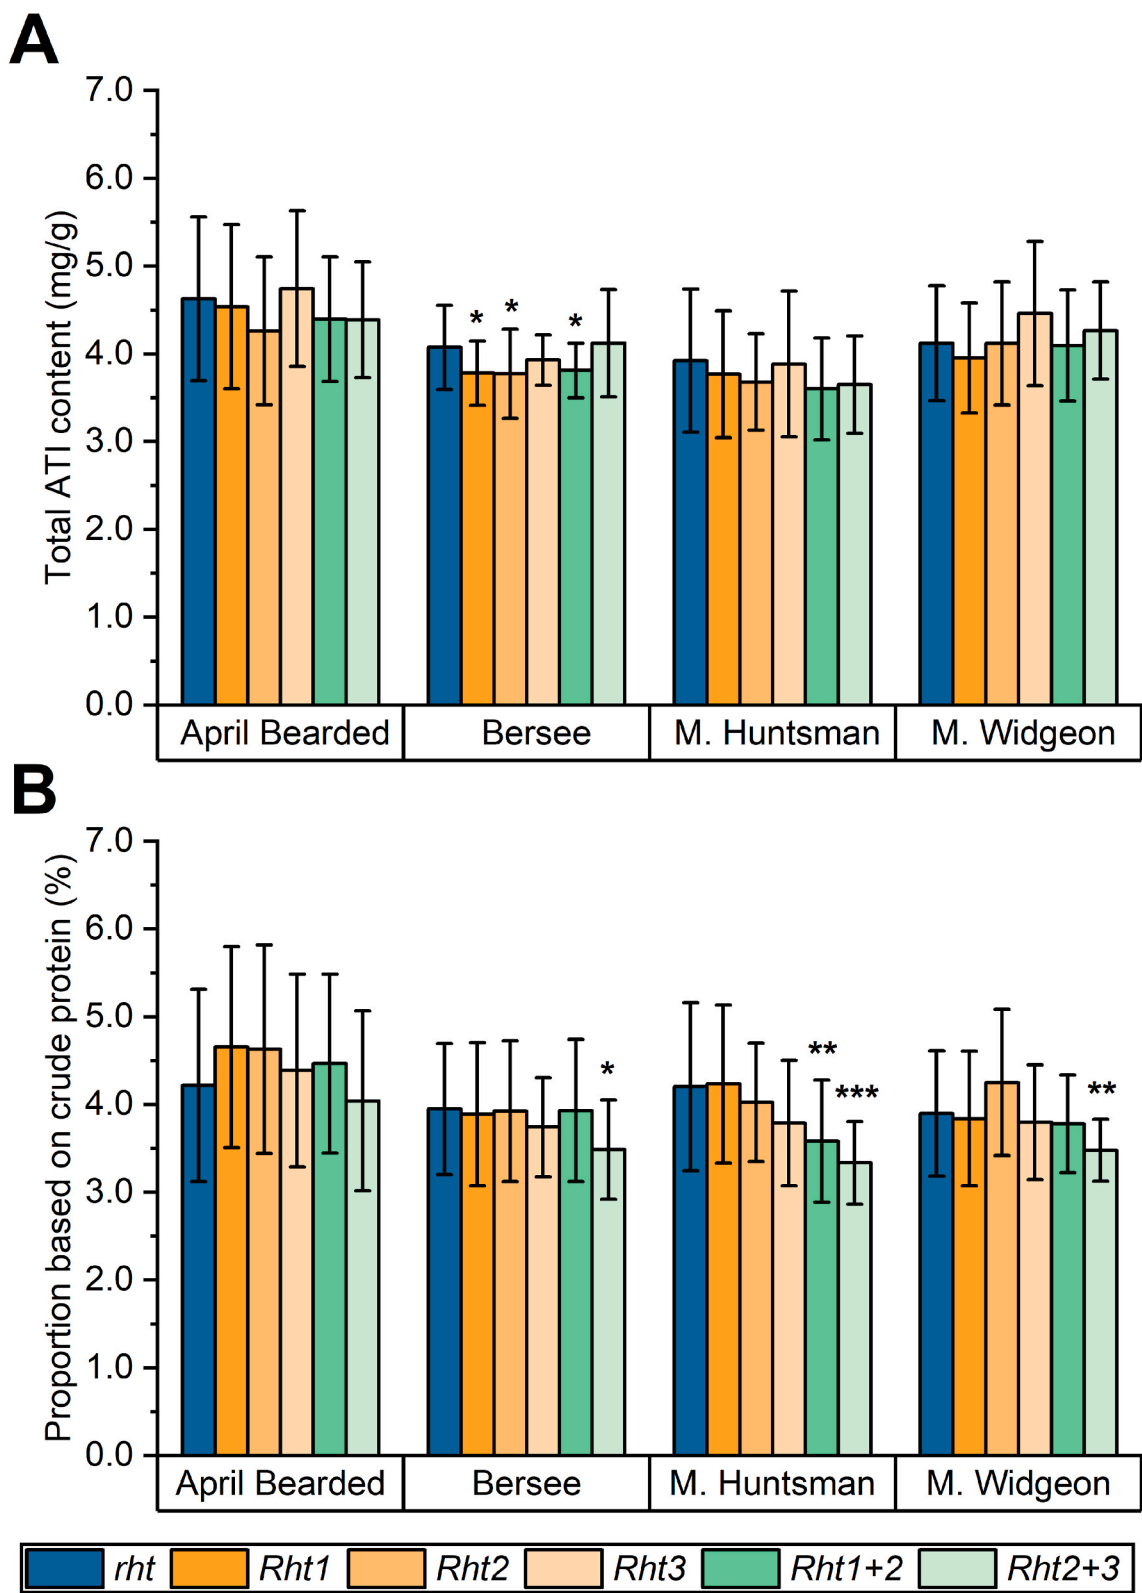 A
Total ATI content (mg/g)
7.0
6.0
5.0
4.0
3.0
2.0
1.0
0.0
* * *
April Bearded Bersee M. Huntsman M. Widgeon
B
Proportion based on crude protein (%)
7.0
6.0
5.0
4.0
3.0
2.0
1.0
0.0
* ** *** **
April Bearded Bersee M. Huntsman M. Widgeon
rht Rht1 Rht2 Rht3 Rht1+2 Rht2+3